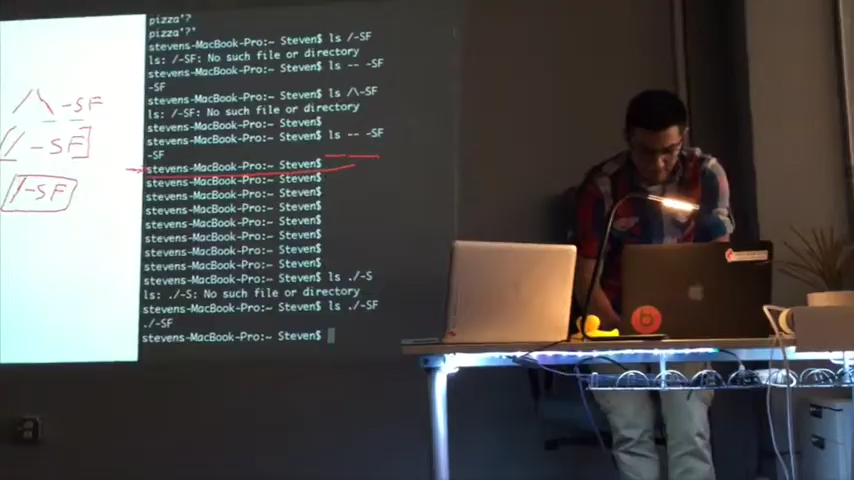 pizza'?
pizza'?'
stevens-MacBook-Pro:~ Steven$ ls /-SF
ls: /-SF: No such file or directory
stevens-MacBook-Pro:~ Steven$ ls -- -SF
-SF
stevens-MacBook-Pro:~ Steven$ ls /\-SF
ls: /-SF: No such file or directory
stevens-MacBook-Pro:~ Steven$
stevens-MacBook-Pro:~ Steven$ ls -- -SF
-SF
stevens-MacBook-Pro:~ Steven$
stevens-MacBook-Pro:~ Steven$
stevens-MacBook-Pro:~ Steven$
stevens-MacBook-Pro:~ Steven$
stevens-MacBook-Pro:~ Steven$
stevens-MacBook-Pro:~ Steven$
stevens-MacBook-Pro:~ Steven$
stevens-MacBook-Pro:~ Steven$
stevens-MacBook-Pro:~ Steven$ ls ./-S
ls: ./-S: No such file or directory
stevens-MacBook-Pro:~ Steven$ ls ./-SF
./-SF
stevens-MacBook-Pro:~ Steven$
/\ -SF
// -SF
/-SF